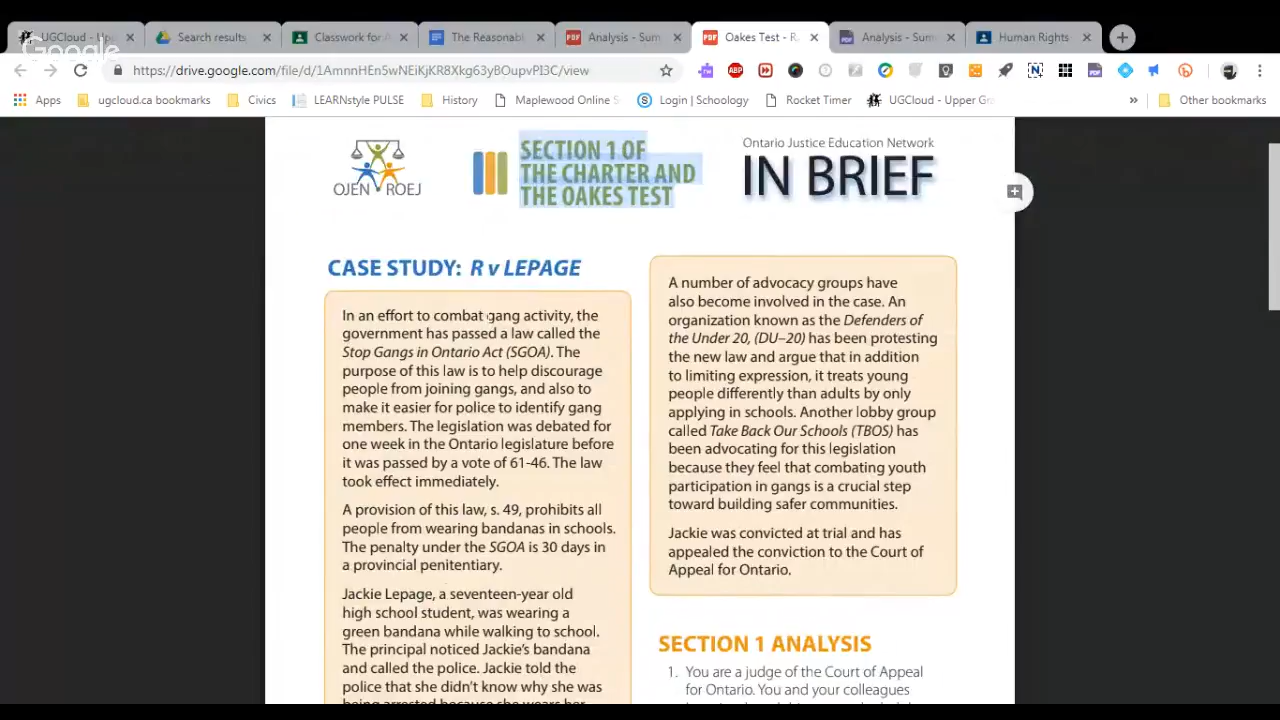 UGCloud - Upp
Search results
Classwork for A
The Reasonabl
Analysis - Sum
Oakes Test - R
Analysis - Sum
Human Rights
Google
ABP
PDF
Apps
ugcloud.ca bookmarks
Civics
LEARNstyle PULSE
History
Maplewood Online S
Login | Schoology
Rocket Timer
UGCloud - Upper Gra
»
Other bookmarks
OJEN ROEJ
SECTION 1 OF
THE CHARTER AND
THE OAKES TEST
Ontario Justice Education Network
IN BRIEF
CASE STUDY: R v LEPAGE
In an effort to combat gang activity, the
government has passed a law called the
Stop Gangs in Ontario Act (SGOA). The
purpose of this law is to help discourage
people from joining gangs, and also to
make it easier for police to identify gang
members. The legislation was debated for
one week in the Ontario legislature before
it was passed by a vote of 61-46. The law
took effect immediately.
A provision of this law, s. 49, prohibits all
people from wearing bandanas in schools.
The penalty under the SGOA is 30 days in
a provincial penitentiary.
Jackie Lepage, a seventeen-year old
high school student, was wearing a
green bandana while walking to school.
The principal noticed Jackie's bandana
and called the police. Jackie told the
police that she didn't know why she was
being arrested because she wears her
A number of advocacy groups have
also become involved in the case. An
organization known as the Defenders of
the Under 20, (DU–20) has been protesting
the new law and argue that in addition
to limiting expression, it treats young
people differently than adults by only
applying in schools. Another lobby group
called Take Back Our Schools (TBOS) has
been advocating for this legislation
because they feel that combating youth
participation in gangs is a crucial step
toward building safer communities.
Jackie was convicted at trial and has
appealed the conviction to the Court of
Appeal for Ontario.
SECTION 1 ANALYSIS
1. You are a judge of the Court of Appeal
for Ontario. You and your colleagues